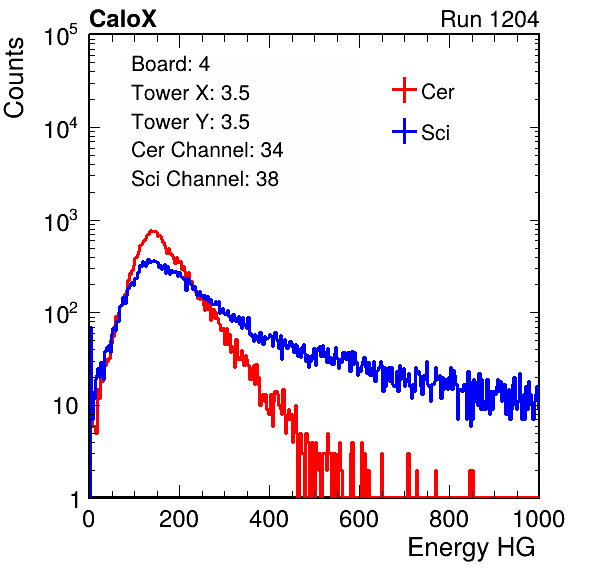 CaloX Run 1204
Counts
10^5
10^4
10^3
10^2
10
1
Board: 4
Tower X: 3.5
Tower Y: 3.5
Cer Channel: 34
Sci Channel: 38
Cer
Sci
0 200 400 600 800 1000
Energy HG